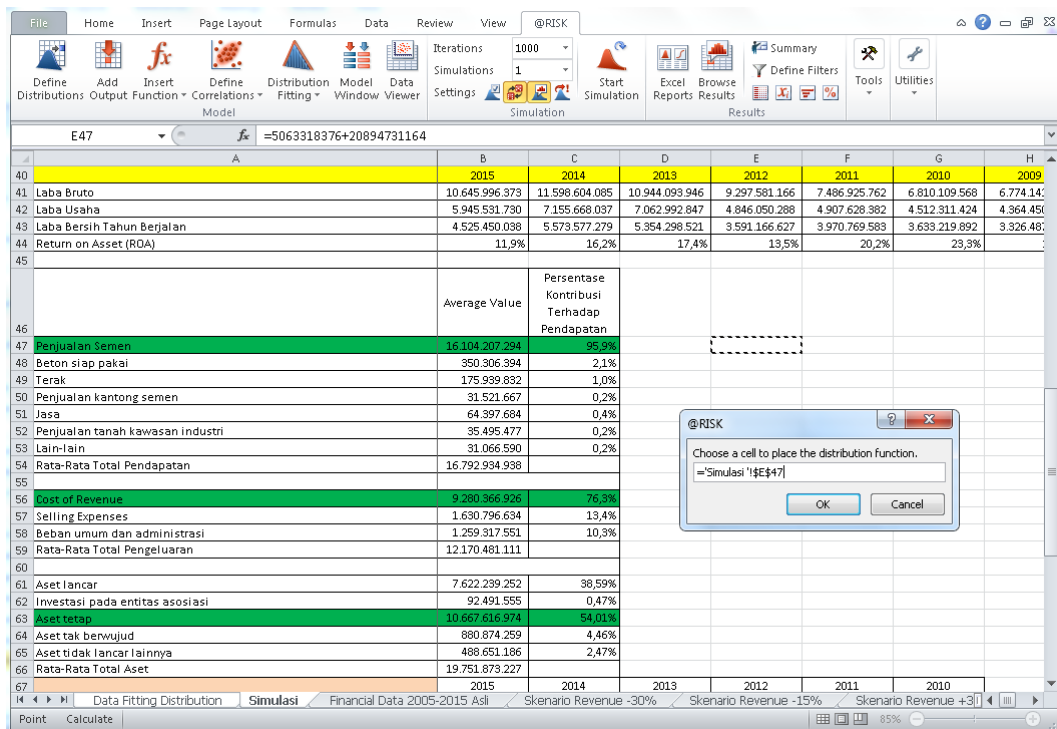 File Home Insert Page Layout Formulas Data Review View @RISK
Define Distributions Add Output Insert Function Define Correlations Distribution Fitting Model Window Data Viewer
Model
Iterations 1000
Simulations 1
Settings
Start Simulation
Simulation
Excel Reports Browse Results
Summary
Define Filters
Results
Tools Utilities
E47 fx =5063318376+20894731164
A B C D E F G H
40 2015 2014 2013 2012 2011 2010 2009
41 Laba Bruto 10.645.996.373 11.598.604.085 10.944.093.946 9.297.581.166 7.486.925.762 6.810.109.568
42 Laba Usaha 5.945.531.730 7.155.668.037 7.062.992.847 4.846.050.288 4.907.628.382 4.512.311.424
43 Laba Bersih Tahun Berjalan 4.525.450.038 5.573.577.279 5.354.298.521 3.591.166.627 3.970.769.583 3.633.219.892
44 Return on Asset (ROA) 11,9% 16,2% 17,4% 13,5% 20,2% 23,3%
45
46 Average Value Persentase Kontribusi Terhadap Pendapatan
47 Penjualan Semen 16.104.207.294 95,9%
48 Beton siap pakai 350.306.394 2,1%
49 Terak 175.939.832 1,0%
50 Penjualan kantong semen 31.521.667 0,2%
51 Jasa 64.397.684 0,4%
52 Penjualan tanah kawasan industri 35.495.477 0,2%
53 Lain-lain 31.066.590 0,2%
54 Rata-Rata Total Pendapatan 16.792.934.938
55
56 Cost of Revenue 9.280.366.926 76,3%
57 Selling Expenses 1.630.796.634 13,4%
58 Beban umum dan administrasi 1.259.317.551 10,3%
59 Rata-Rata Total Pengeluaran 12.170.481.111
60
61 Aset lancar 7.622.239.252 38,59%
62 Investasi pada entitas asosiasi 92.491.555 0,47%
63 Aset tetap 10.667.616.974 54,01%
64 Aset tak berwujud 880.874.259 4,46%
65 Aset tidak lancar lainnya 488.651.186 2,47%
66 Rata-Rata Total Aset 19.751.873.227
67 2015 2014 2013 2012 2011 2010
@RISK
Choose a cell to place the distribution function.
='Simulasi '!$E$47
OK Cancel
Data Fitting Distribution Simulasi Financial Data 2005-2015 Asli Skenario Revenue -30% Skenario Revenue -15% Skenario Revenue +3
Point Calculate 85%